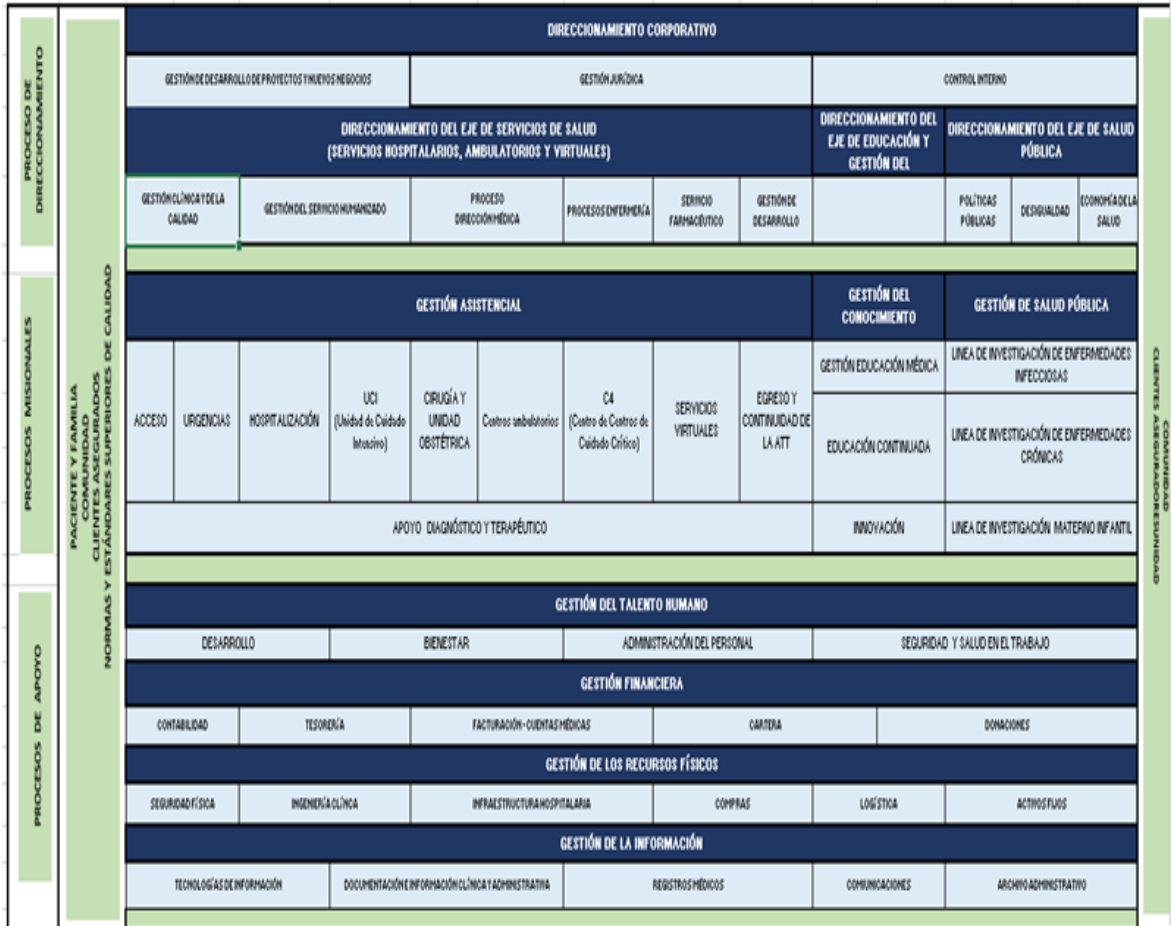 PROCESO DE
DIRECCIONAMIENTO
PROCESOS MISIONALES
PROCESOS DE APOYO
PACIENTE Y FAMILIA
COMUNIDAD
CLIENTES ASEGURADOS
NORMAS Y ESTÁNDARES SUPERIORES DE CALIDAD
DIRECCIONAMIENTO CORPORATIVO
GESTIÓN DE DESARROLLO DE PROYECTOS Y NUEVOS NEGOCIOS
GESTIÓN JURÍDICA
CONTROL INTERNO
DIRECCIONAMIENTO DEL EJE DE SERVICIOS DE SALUD
(SERVICIOS HOSPITALARIOS, AMBULATORIOS Y VIRTUALES)
DIRECCIONAMIENTO DEL
EJE DE EDUCACIÓN Y
GESTIÓN DEL
DIRECCIONAMIENTO DEL EJE DE SALUD
PÚBLICA
GESTIÓN CLÍNICA Y DE LA
CALIDAD
GESTIÓN DEL SERVICIO HUMANIZADO
PROCESO
DIRECCIÓN MÉDICA
PROCESOS ENFERMERÍA
SERVICIO
FARMACÉUTICO
GESTIÓN DE
DESARROLLO
POLÍTICAS
PÚBLICAS
DESIGUALDAD
ECONOMÍA DE LA
SALUD
GESTIÓN ASISTENCIAL
GESTIÓN DEL
CONOCIMIENTO
GESTIÓN DE SALUD PÚBLICA
ACCESO
URGENCIAS
HOSPITALIZACIÓN
UCI
(Unidad de Cuidado
Intensivo)
CIRUGÍA Y
UNIDAD
OBSTÉTRICA
Centros ambulatorios
C4
(Centro de Centros de
Cuidado Crítico)
SERVICIOS
VIRTUALES
EGRESO Y
CONTINUIDAD DE
LA ATT
GESTIÓN EDUCACIÓN MÉDICA
LINEA DE INVESTIGACIÓN DE ENFERMEDADES
INFECCIOSAS
EDUCACIÓN CONTINUADA
LINEA DE INVESTIGACIÓN DE ENFERMEDADES
CRÓNICAS
APOYO DIAGNÓSTICO Y TERAPÉUTICO
INNOVACIÓN
LINEA DE INVESTIGACIÓN MATERNO INFANTIL
GESTIÓN DEL TALENTO HUMANO
DESARROLLO
BIENESTAR
ADMINISTRACIÓN DEL PERSONAL
SEGURIDAD Y SALUD EN EL TRABAJO
GESTIÓN FINANCIERA
CONTABILIDAD
TESORERÍA
FACTURACIÓN - CUENTAS MÉDICAS
CARTERA
DONACIONES
GESTIÓN DE LOS RECURSOS FÍSICOS
SEGURIDAD FÍSICA
INGENIERÍA CLÍNCA
INFRAESTRUCTURA HOSPITALARIA
COMPRAS
LOGÍSTICA
ACTIVOS FIJOS
GESTIÓN DE LA INFORMACIÓN
TECNOLOGÍAS DE INFORMACIÓN
DOCUMENTACIÓN E INFORMACIÓN CLÍNICA Y ADMINISTRATIVA
REGISTROS MÉDICOS
COMUNICACIONES
ARCHIVO ADMINISTRATIVO
COMUNIDAD
CLIENTES ASEGURADORESUNIDAD